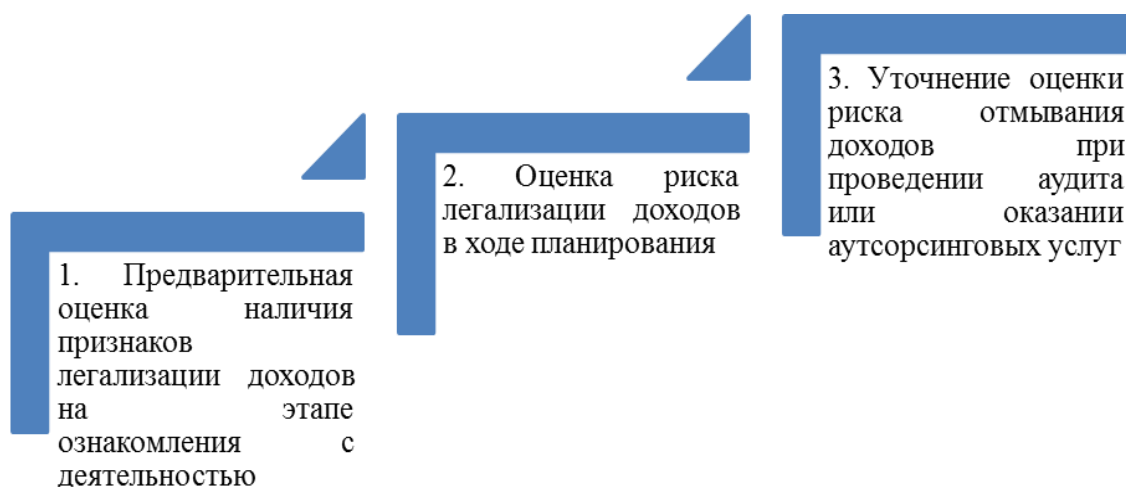 1. Предварительная
оценка наличия
признаков
легализации доходов
на этапе
ознакомления с
деятельностью
2. Оценка риска
легализации доходов
в ходе планирования
3. Уточнение оценки
риска отмывания
доходов при
проведении аудита
или оказании
аутсорсинговых услуг